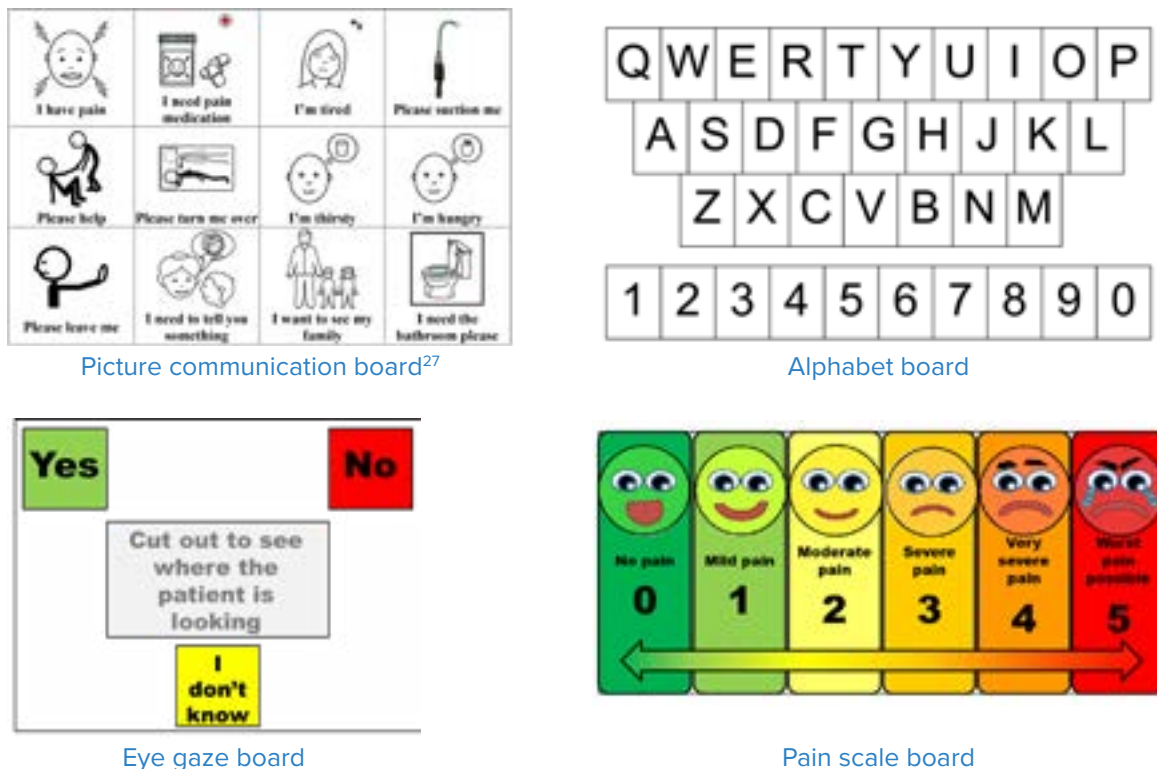 I have pain
I need pain
medication
I'm tired
Please suction me
Please help
Please turn me over
I'm thirsty
I'm hungry
Please leave me
I need to tell you
something
I want to see my
family
I need the
bathroom please
Picture communication board27
Q W E R T Y U I O P
A S D F G H J K L
Z X C V B N M
1 2 3 4 5 6 7 8 9 0
Alphabet board
Yes
No
Cut out to see
where the
patient is
looking
I
don't
know
Eye gaze board
No pain
0
Mild pain
1
Moderate
pain
2
Severe
pain
3
Very
severe
pain
4
Worst
pain
possible
5
Pain scale board